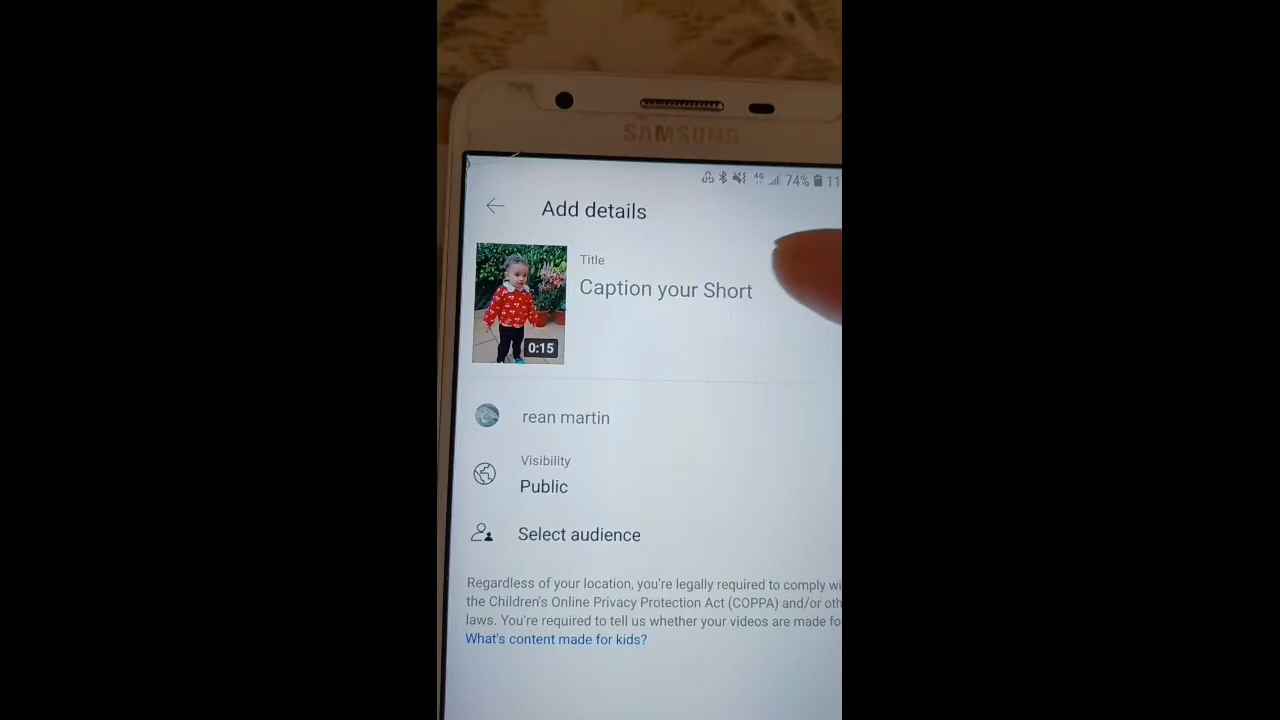 SAMSUNG
4G 74% 11
Add details
Title
Caption your Short
0:15
rean martin
Visibility
Public
Select audience
Regardless of your location, you're legally required to comply wi
the Children's Online Privacy Protection Act (COPPA) and/or oth
laws. You're required to tell us whether your videos are made fo
What's content made for kids?